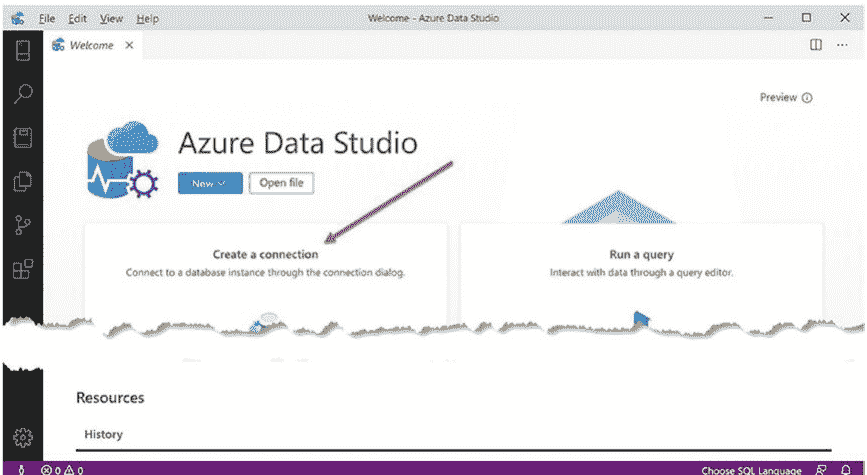 File Edit View Help
Welcome - Azure Data Studio
Welcome
Preview
Azure Data Studio
New
Open file
Create a connection
Connect to a database instance through the connection dialog.
Run a query
Interact with data through a query editor.
Resources
History
0 0
Choose SQL Language